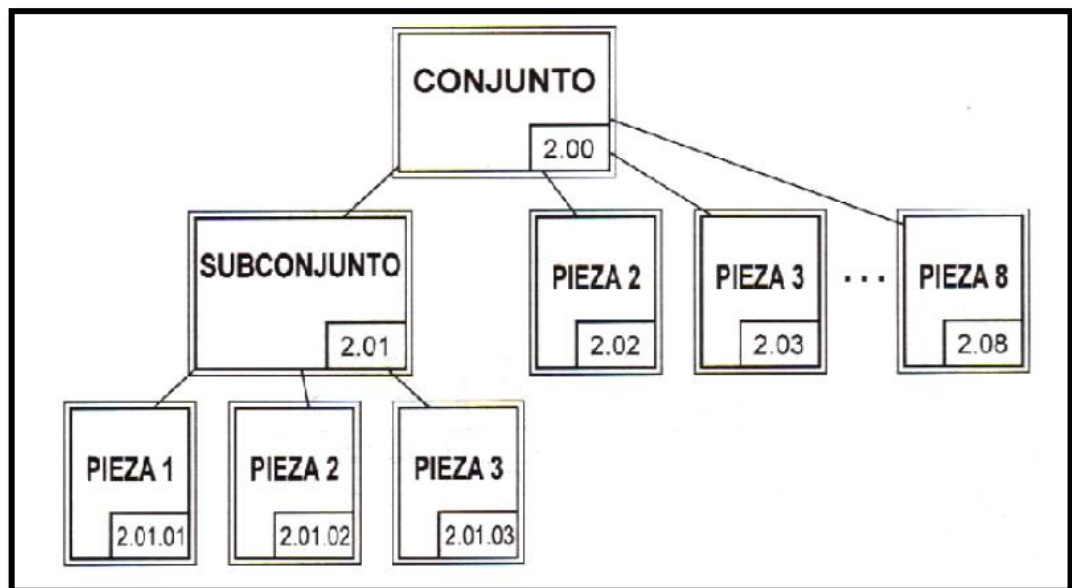 CONJUNTO
2.00
SUBCONJUNTO
2.01
PIEZA 2
2.02
PIEZA 3
2.03
...
PIEZA 8
2.08
PIEZA 1
2.01.01
PIEZA 2
2.01.02
PIEZA 3
2.01.03